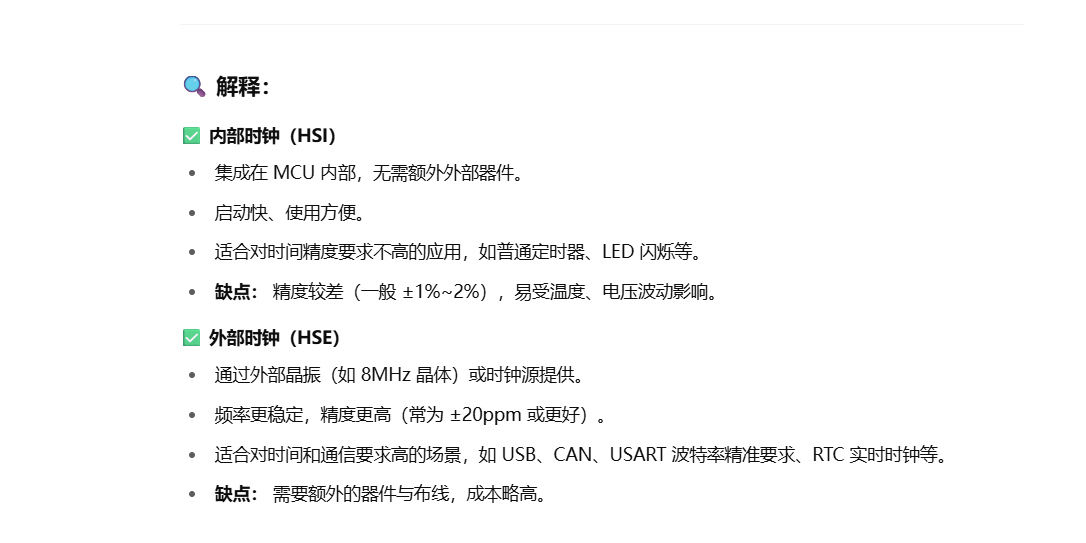 🔍 解释：
✅ 内部时钟（HSI）
• 集成在 MCU 内部，无需额外外部器件。
• 启动快、使用方便。
• 适合对时间精度要求不高的应用，如普通定时器、LED 闪烁等。
• 缺点： 精度较差（一般 ±1%~2%），易受温度、电压波动影响。
✅ 外部时钟（HSE）
• 通过外部晶振（如 8MHz 晶体）或时钟源提供。
• 频率更稳定，精度更高（常为 ±20ppm 或更好）。
• 适合对时间和通信要求高的场景，如 USB、CAN、USART 波特率精准要求、RTC 实时时钟等。
• 缺点： 需要额外的器件与布线，成本略高。